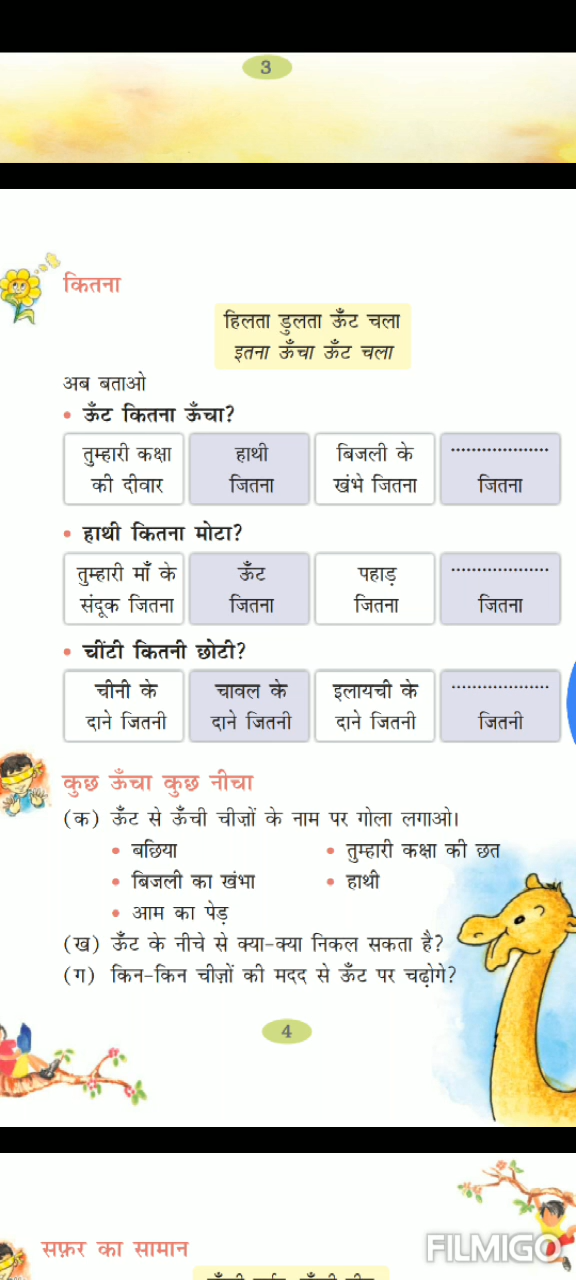 3
कितना
हिलता डुलता ऊँट चला
इतना ऊँचा ऊँट चला
अब बताओ
• ऊँट कितना ऊँचा?
तुम्हारी कक्षा की दीवार
हाथी जितना
बिजली के खंभे जितना
.................... जितना
• हाथी कितना मोटा?
तुम्हारी माँ के संदूक जितना
ऊँट जितना
पहाड़ जितना
.................... जितना
• चींटी कितनी छोटी?
चीनी के दाने जितनी
चावल के दाने जितनी
इलायची के दाने जितनी
.................... जितनी
कुछ ऊँचा कुछ नीचा
(क) ऊँट से ऊँची चीज़ों के नाम पर गोला लगाओ।
• बछिया • तुम्हारी कक्षा की छत
• बिजली का खंभा • हाथी
• आम का पेड़
(ख) ऊँट के नीचे से क्या-क्या निकल सकता है?
(ग) किन-किन चीज़ों की मदद से ऊँट पर चढ़ोगे?
4
सफ़र का सामान
FILMIGO